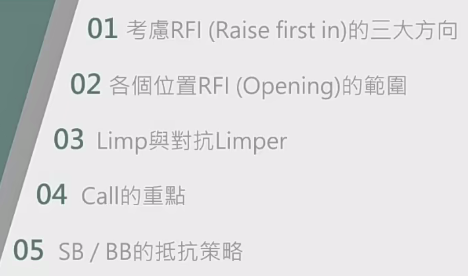 01 考慮RFI (Raise first in)的三大方向
02 各個位置RFI (Opening)的範圍
03 Limp與對抗Limper
04 Call的重點
05 SB / BB的抵抗策略